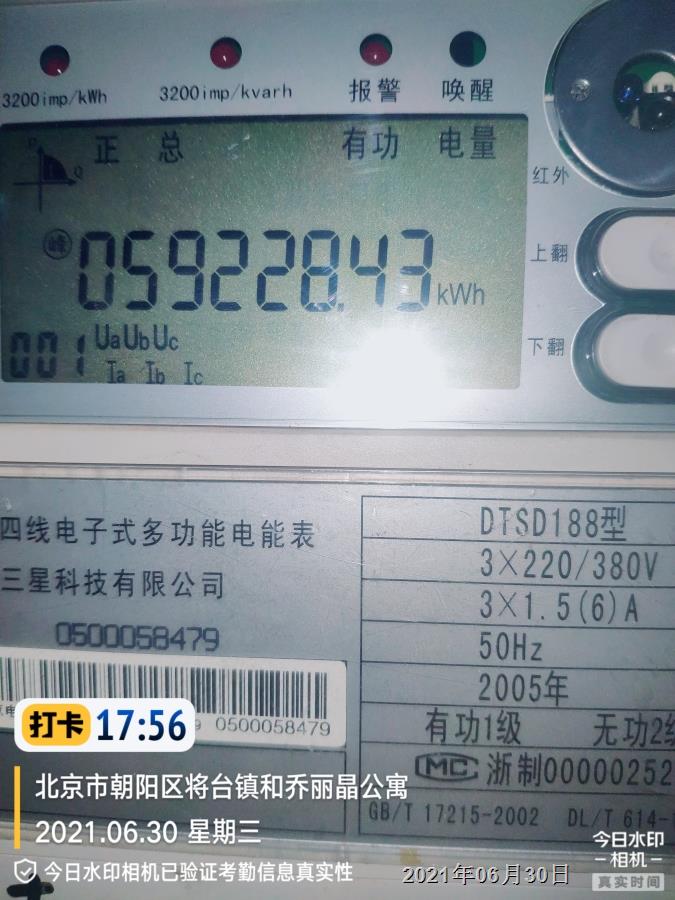 3200imp/kWh 3200imp/kvarh 报警 唤醒
正 总 有功 电量
P
Q
红外
峰 059228.43 kWh
上翻
001 UaUbUc
Ia Ib Ic
下翻
四线电子式多功能电能表
三星科技有限公司
0500058479
0500058479
DTSD188型
3×220/380V
3×1.5(6)A
50Hz
2005年
有功1级 无功2级
MC 浙制00000252
GB/T 17215-2002 DL/T 614-
打卡 17:56
北京市朝阳区将台镇和乔丽晶公寓
2021.06.30 星期三
今日水印相机已验证考勤信息真实性
2021年06月30日
今日水印
相机
真实时间